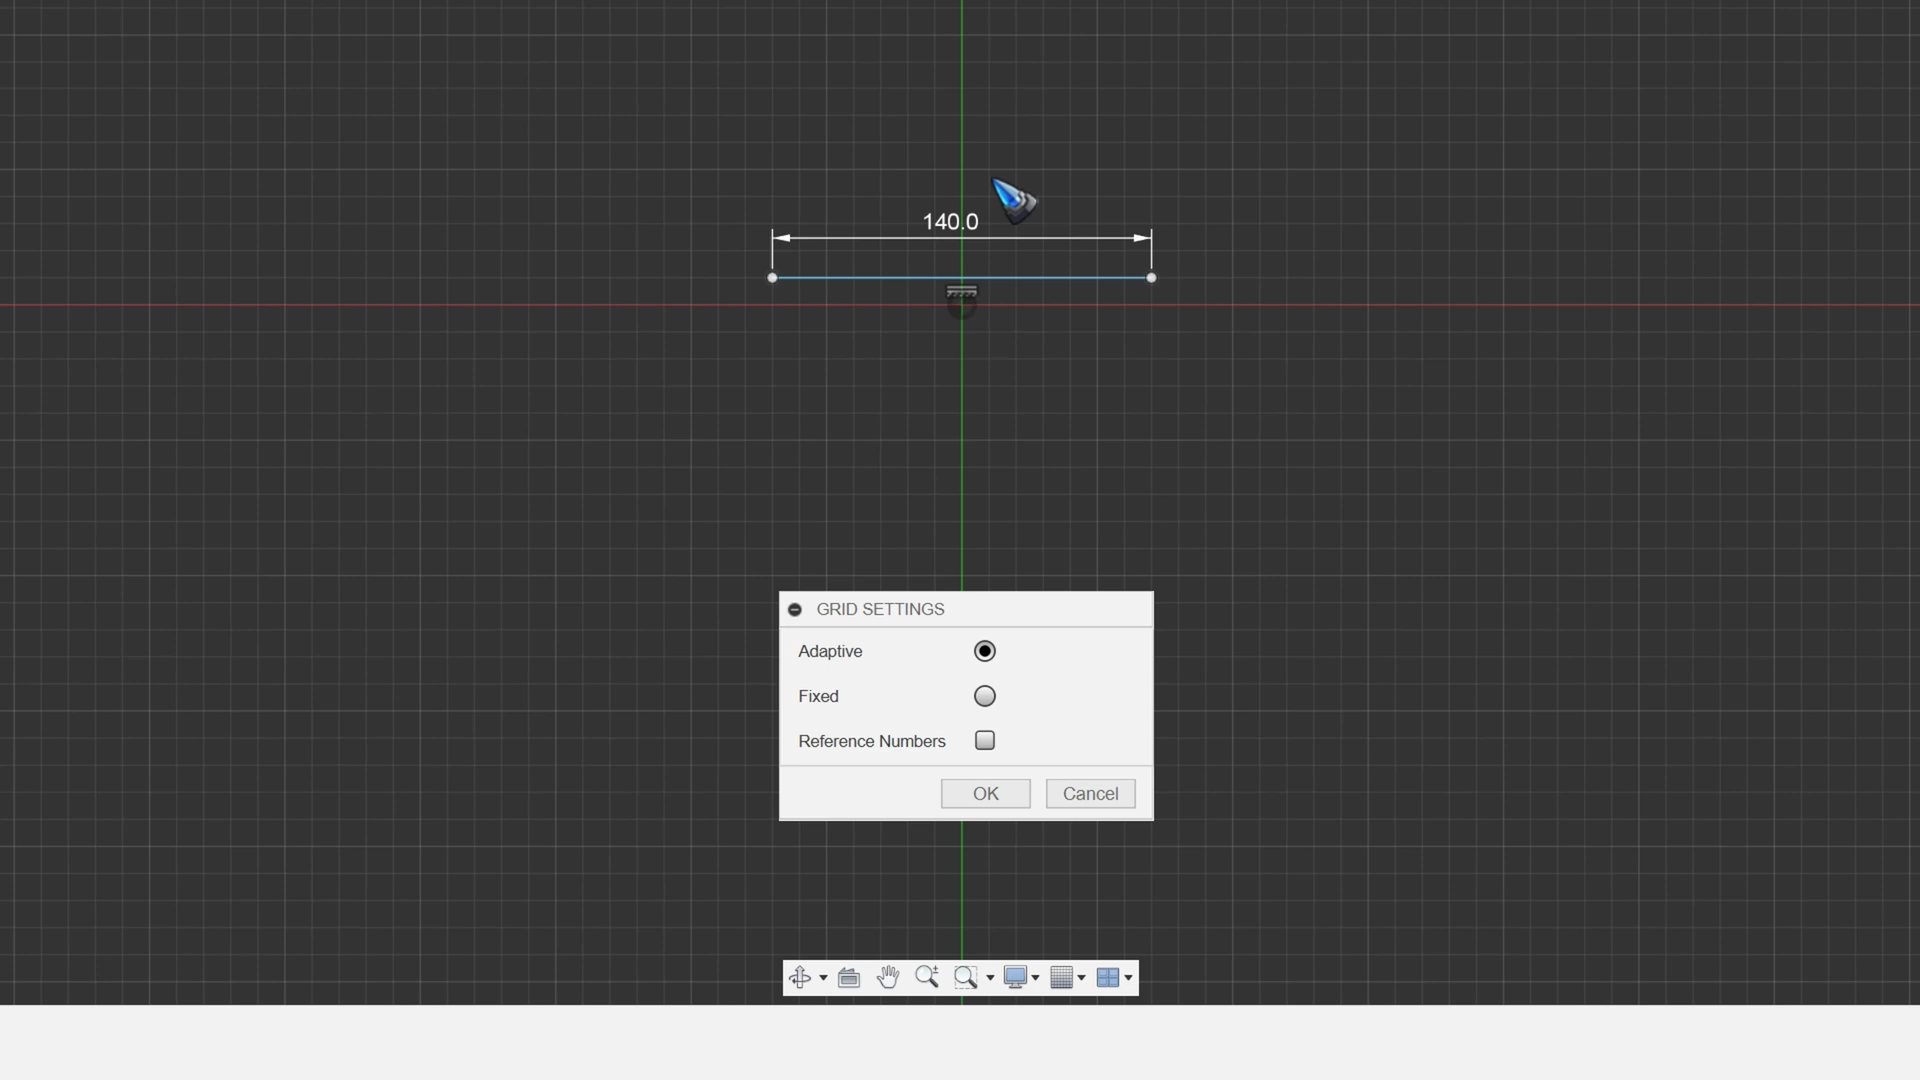 140.0
GRID SETTINGS
Adaptive
Fixed
Reference Numbers
OK Cancel